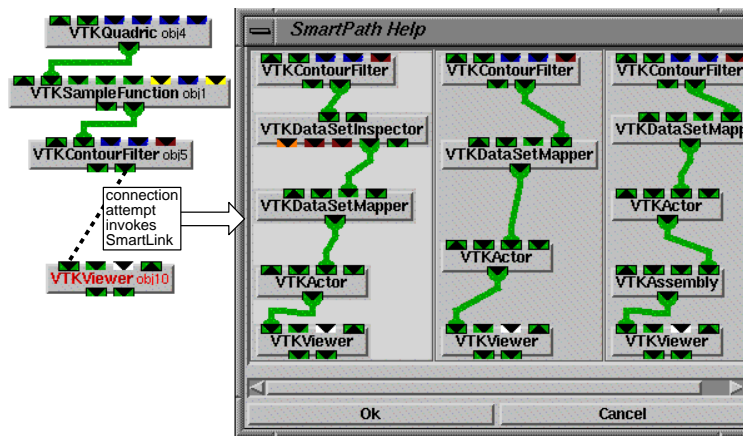 VTKQuadric obj4
VTKSampleFunction obj1
VTKContourFilter obj5
connection
attempt
invokes
SmartLink
VTKViewer obj10
SmartPath Help
VTKContourFilter
VTKDataSetInspector
VTKDataSetMapper
VTKActor
VTKViewer
VTKContourFilter
VTKDataSetMapper
VTKActor
VTKViewer
VTKContourFilter
VTKDataSetMapp
VTKActor
VTKAssembly
VTKViewer
Ok
Cancel